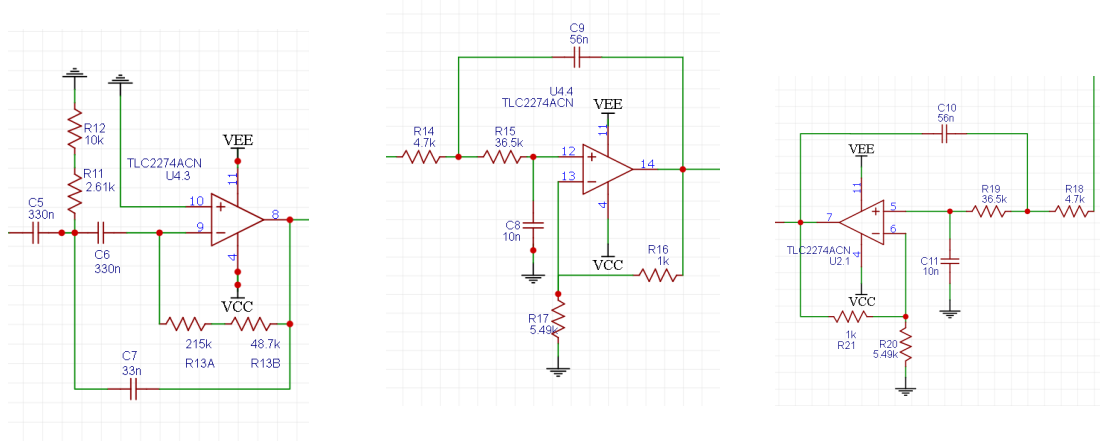 R12
10k
VEE
TLC2274ACN
U4.3
11
R11
2.61k
C5
330n
10
8
9
C6
330n
4
VCC
215k
48.7k
R13A
R13B
C7
33n
C9
56n
U4.4
TLC2274ACN
VEE
R14
4.7k
R15
36.5k
11
12
14
13
4
C8
10n
VCC
R16
1k
R17
5.49k
C10
56n
VEE
11
R19
36.5k
R18
4.7k
5
7
6
TLC2274ACN
U2.1
4
C11
10n
VCC
1k
R21
R20
5.49k